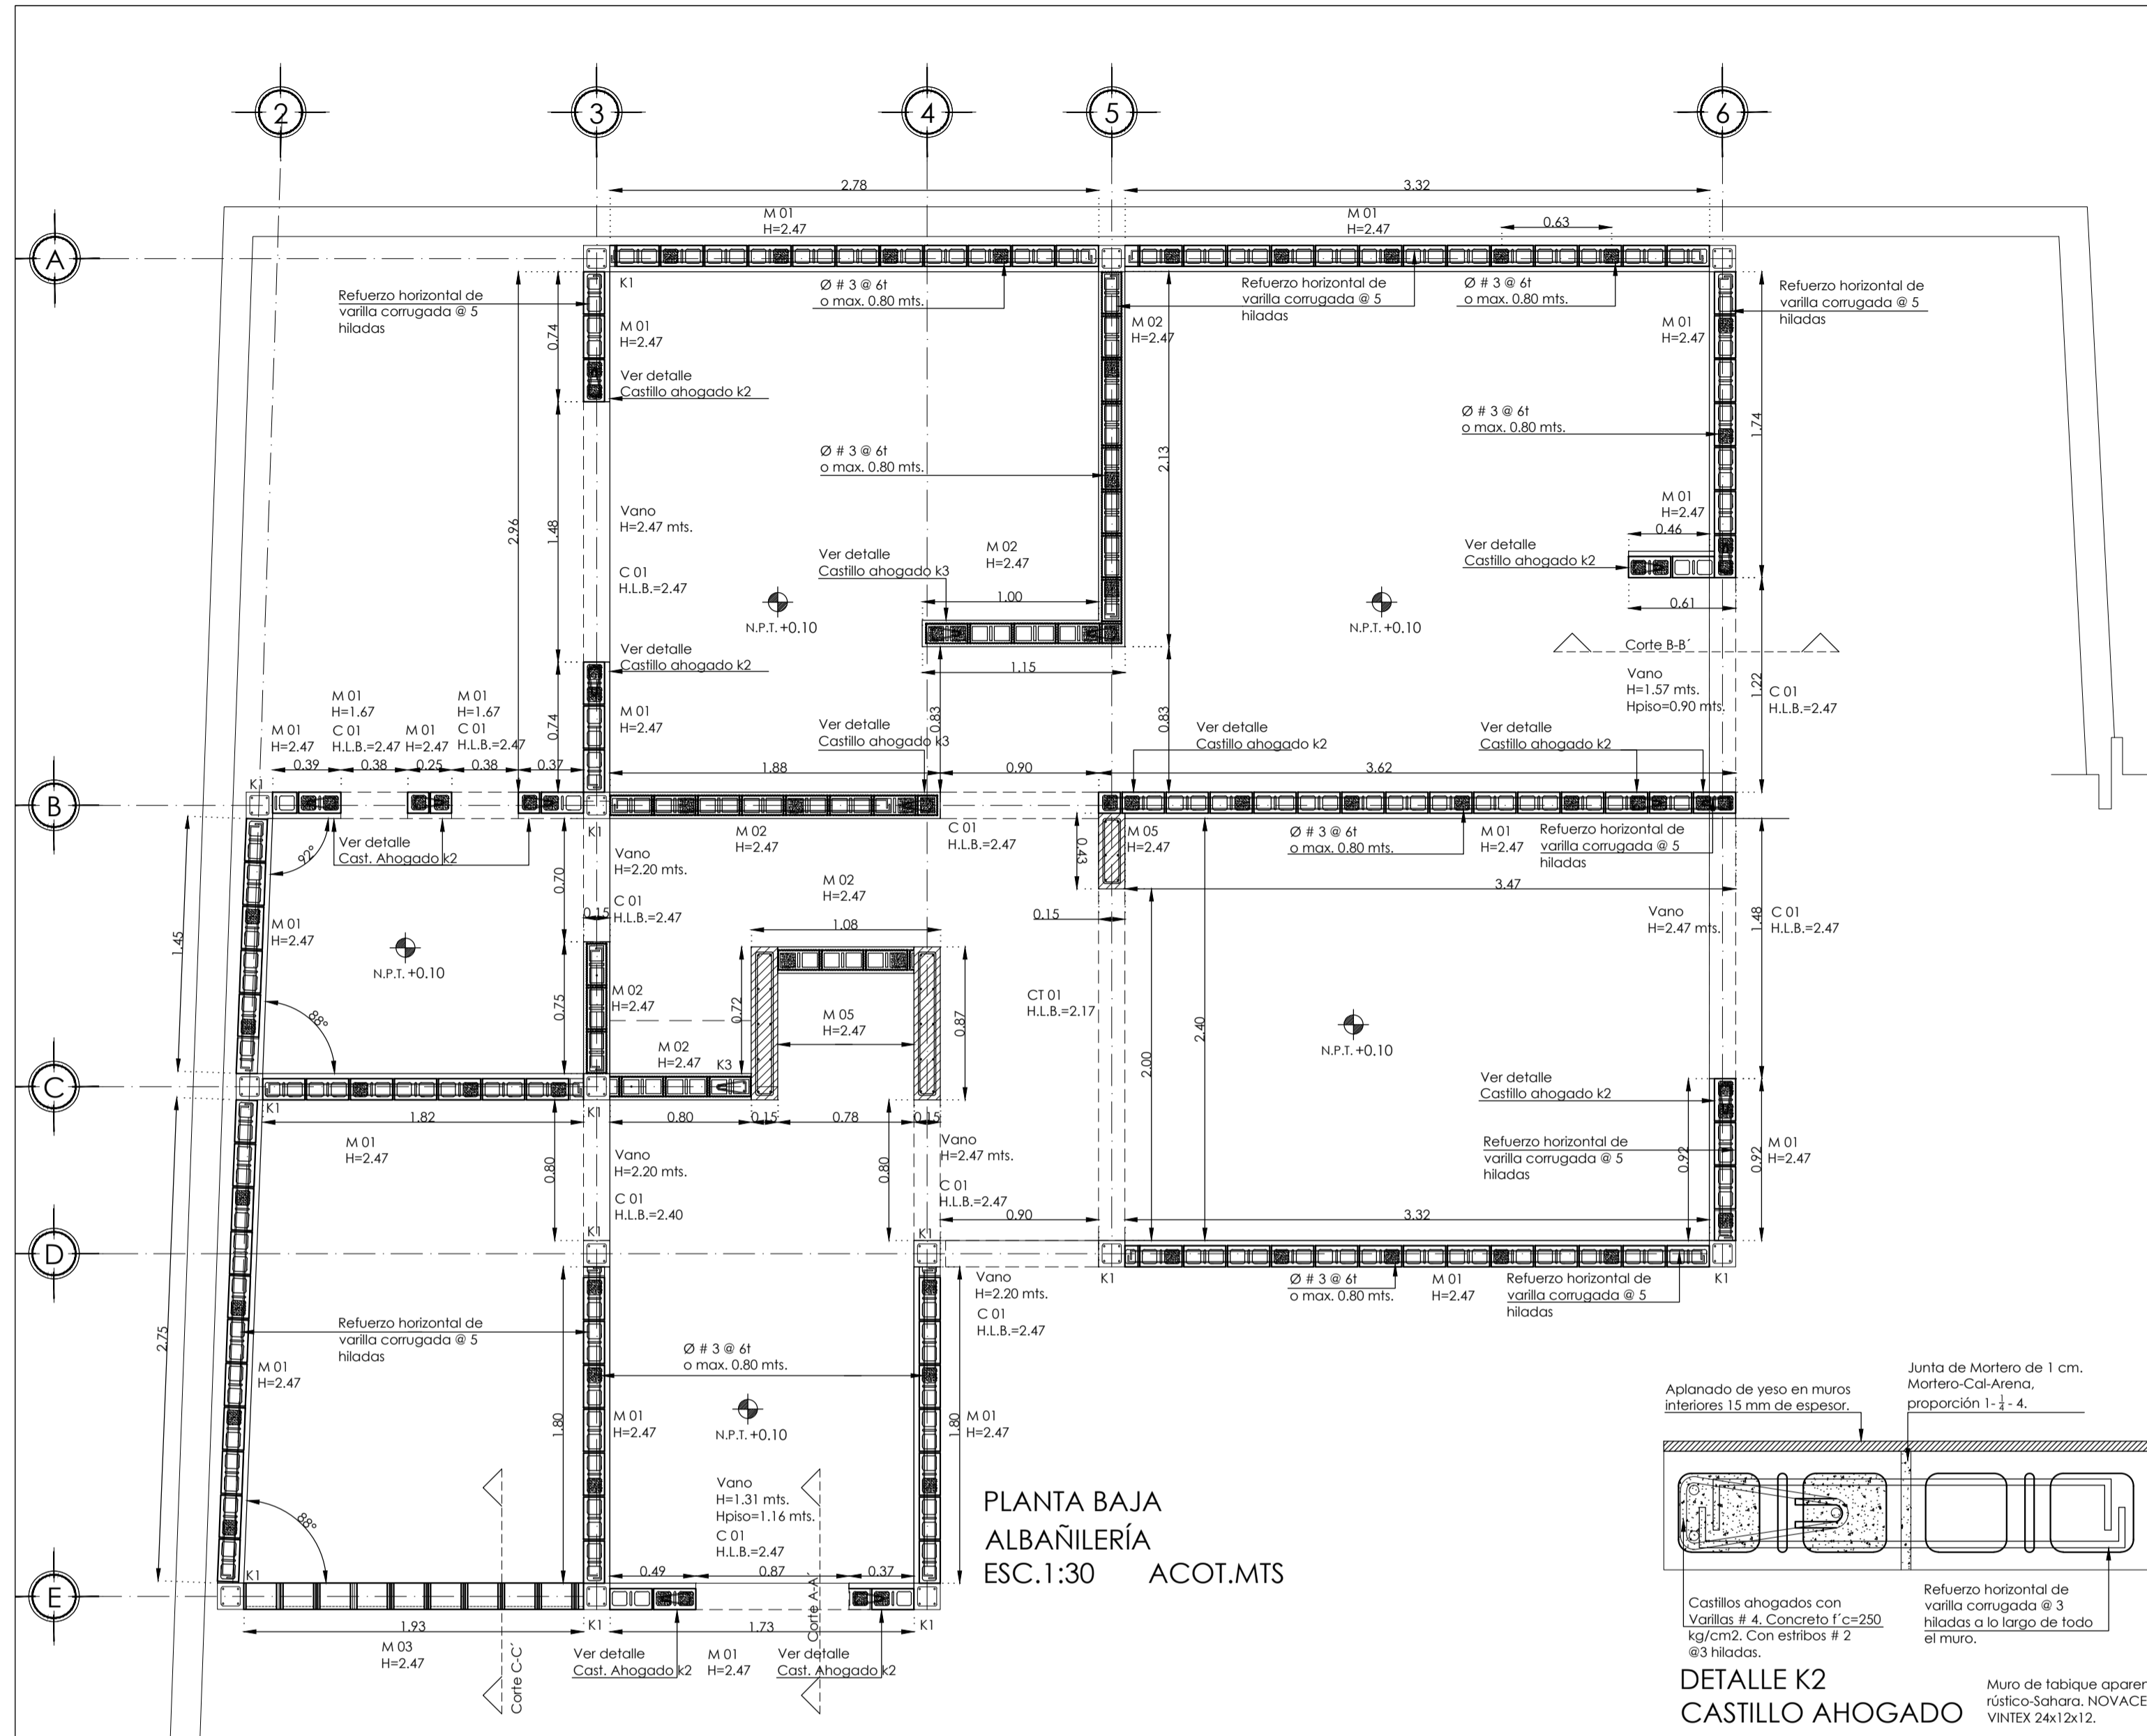 2
3
4
5
6
2.78
3.32
M 01
H=2.47
M 01
H=2.47
0.63
A
K1
Ø # 3 @ 6t
o max. 0.80 mts.
Refuerzo horizontal de
varilla corrugada @ 5
hiladas
Ø # 3 @ 6t
o max. 0.80 mts.
Refuerzo horizontal de
varilla corrugada @ 5
hiladas
Refuerzo horizontal de
varilla corrugada @ 5
hiladas
0.74
M 01
H=2.47
M 02
H=2.47
M 01
H=2.47
Ver detalle
Castillo ahogado k2
Ø # 3 @ 6t
o max. 0.80 mts.
1.74
Ø # 3 @ 6t
o max. 0.80 mts.
2.13
2.96
1.48
Vano
H=2.47 mts.
M 01
H=2.47
0.46
Ver detalle
Castillo ahogado k3
M 02
H=2.47
Ver detalle
Castillo ahogado k2
C 01
H.L.B.=2.47
1.00
0.61
N.P.T. +0.10
N.P.T. +0.10
Ver detalle
Castillo ahogado k2
1.15
Corte B-B´
Vano
H=1.57 mts.
Hpiso=0.90 mts.
1.22
C 01
H.L.B.=2.47
M 01
H=2.47
M 01
H=1.67
C 01
H.L.B.=2.47
M 01
H=2.47
M 01
H=1.67
C 01
H.L.B.=2.47
0.74
M 01
H=2.47
Ver detalle
Castillo ahogado k3
0.83
0.83
Ver detalle
Castillo ahogado k2
Ver detalle
Castillo ahogado k2
0.39
0.38
0.25
0.38
0.37
1.88
0.90
3.62
K1
B
K1
92°
Ver detalle
Cast. Ahogado k2
Vano
H=2.20 mts.
M 02
H=2.47
C 01
H.L.B.=2.47
0.43
M 05
H=2.47
Ø # 3 @ 6t
o max. 0.80 mts.
M 01
H=2.47
Refuerzo horizontal de
varilla corrugada @ 5
hiladas
0.70
M 02
H=2.47
3.47
1.45
M 01
H=2.47
0.15
C 01
H.L.B.=2.47
1.08
0.15
Vano
H=2.47 mts.
1.48
C 01
H.L.B.=2.47
N.P.T. +0.10
0.75
M 02
H=2.47
0.72
M 05
H=2.47
0.87
CT 01
H.L.B.=2.17
2.00
2.40
N.P.T. +0.10
88°
M 02
H=2.47
K3
C
K1
K1
1.82
0.80
0.15
0.78
0.15
Ver detalle
Castillo ahogado k2
M 01
H=2.47
0.80
Vano
H=2.20 mts.
0.80
Vano
H=2.47 mts.
Refuerzo horizontal de
varilla corrugada @ 5
hiladas
0.92
0.92
M 01
H=2.47
C 01
H.L.B.=2.40
C 01
H.L.B.=2.47
0.90
3.32
K1
K1
D
K1
Vano
H=2.20 mts.
C 01
H.L.B.=2.47
Ø # 3 @ 6t
o max. 0.80 mts.
M 01
H=2.47
Refuerzo horizontal de
varilla corrugada @ 5
hiladas
K1
2.75
Refuerzo horizontal de
varilla corrugada @ 5
hiladas
M 01
H=2.47
Ø # 3 @ 6t
o max. 0.80 mts.
1.80
M 01
H=2.47
N.P.T. +0.10
1.80
M 01
H=2.47
Vano
H=1.31 mts.
Hpiso=1.16 mts.
C 01
H.L.B.=2.47
88°
0.49
0.87
0.37
K1
E
K1
K1
1.93
1.73
M 03
H=2.47
Corte C-C´
Corte A-A´
Ver detalle
Cast. Ahogado k2
M 01
H=2.47
Ver detalle
Cast. Ahogado k2
PLANTA BAJA
ALBAÑILERÍA
ESC.1:30 ACOT.MTS
Aplanado de yeso en muros
interiores 15 mm de espesor.
Junta de Mortero de 1 cm.
Mortero-Cal-Arena,
proporción 1- ¼ - 4.
Castillos ahogados con
Varillas # 4. Concreto f´c=250
kg/cm2. Con estribos # 2
@3 hiladas.
Refuerzo horizontal de
varilla corrugada @ 3
hiladas a lo largo de todo
el muro.
DETALLE K2
CASTILLO AHOGADO
Muro de tabique aparen
rústico-Sahara. NOVACE
VINTEX 24x12x12.